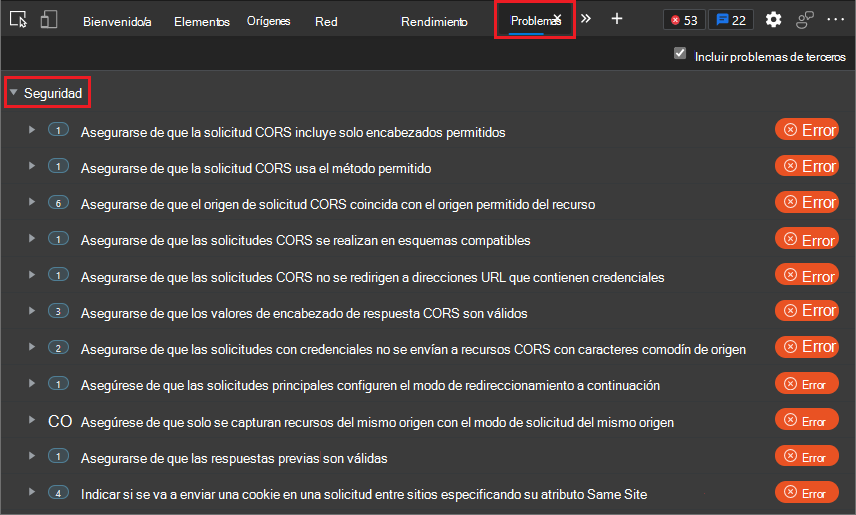 Bienvenido/a Elementos Orígenes Red Rendimiento Problemas 53 22
Incluir problemas de terceros
Seguridad
1 Asegurarse de que la solicitud CORS incluye solo encabezados permitidos Error
1 Asegurarse de que la solicitud CORS usa el método permitido Error
6 Asegurarse de que el origen de solicitud CORS coincida con el origen permitido del recurso Error
1 Asegurarse de que las solicitudes CORS se realizan en esquemas compatibles Error
1 Asegurarse de que las solicitudes CORS no se redirigen a direcciones URL que contienen credenciales Error
3 Asegurarse de que los valores de encabezado de respuesta CORS son válidos Error
2 Asegurarse de que las solicitudes con credenciales no se envían a recursos CORS con caracteres comodín de origen Error
1 Asegúrese de que las solicitudes principales configuren el modo de redireccionamiento a continuación Error
CO Asegúrese de que solo se capturan recursos del mismo origen con el modo de solicitud del mismo origen Error
1 Asegurarse de que las respuestas previas son válidas Error
4 Indicar si se va a enviar una cookie en una solicitud entre sitios especificando su atributo Same Site Error